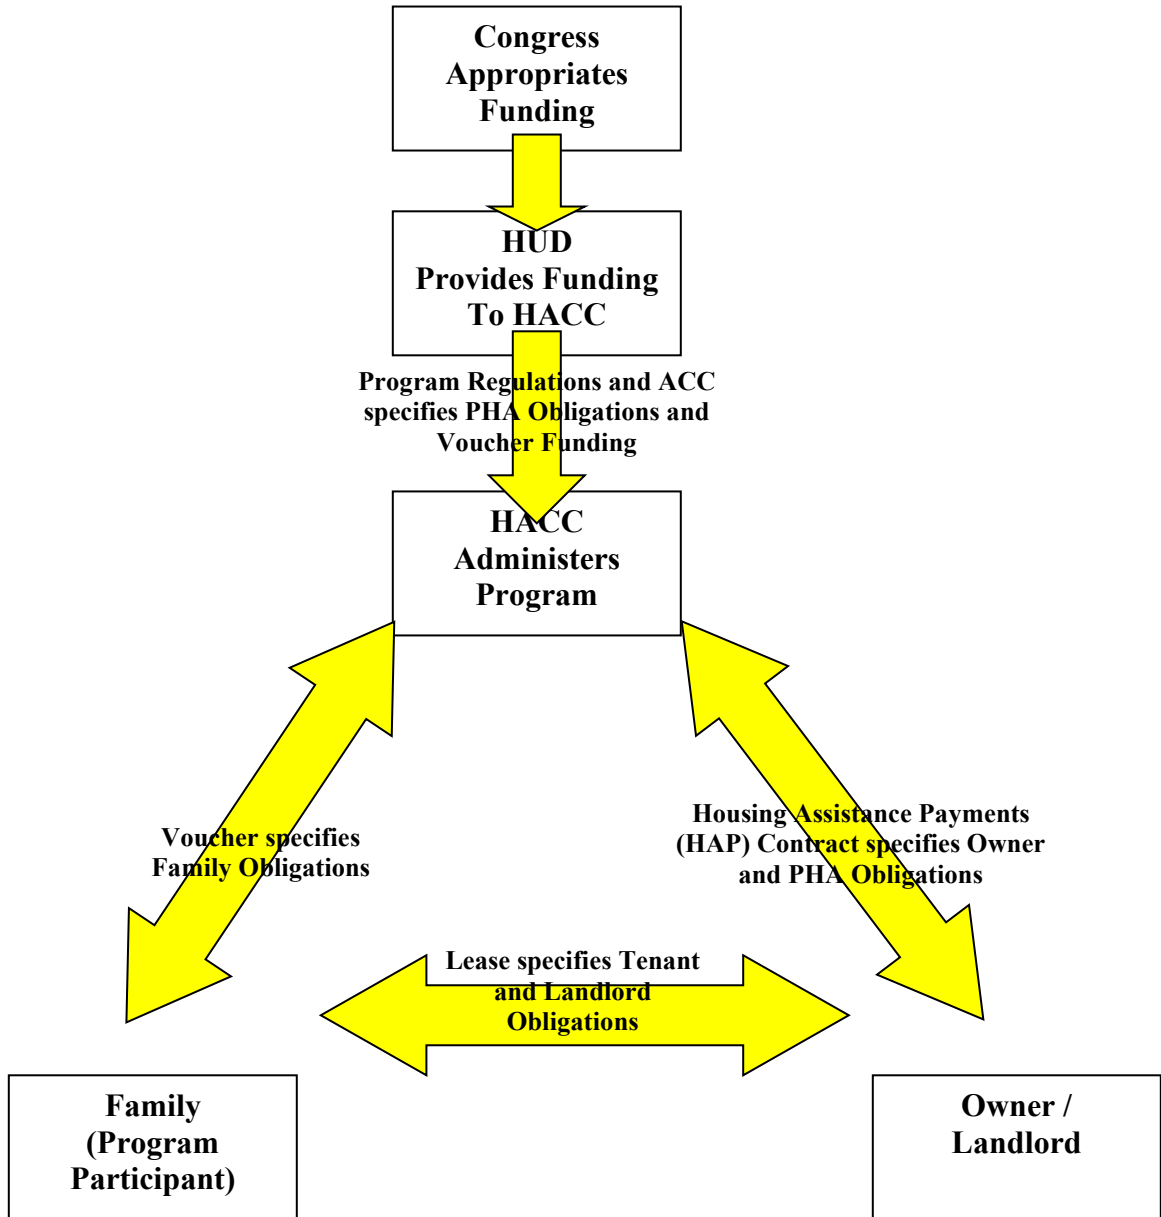 Congress
Appropriates
Funding
HUD
Provides Funding
To HACC
Program Regulations and ACC
specifies PHA Obligations and
Voucher Funding
HACC
Administers
Program
Voucher specifies
Family Obligations
Housing Assistance Payments
(HAP) Contract specifies Owner
and PHA Obligations
Lease specifies Tenant
and Landlord
Obligations
Family
(Program
Participant)
Owner /
Landlord